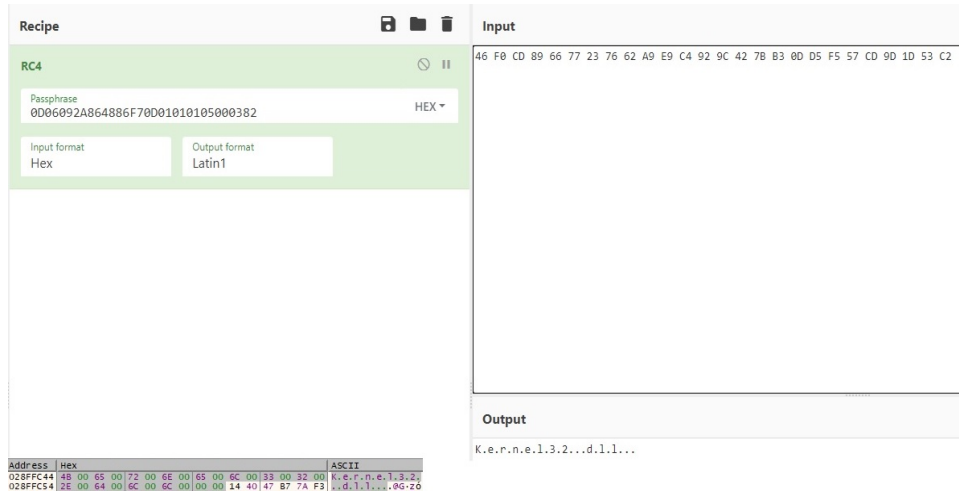 Recipe
RC4
Passphrase
0D06092A864886F70D01010105000382
HEX
Input format
Hex
Output format
Latin1
Input
46 F0 CD 89 66 77 23 76 62 A9 E9 C4 92 9C 42 7B B3 0D D5 F5 57 CD 9D 1D 53 C2
Output
K.e.r.n.e.l.3.2...d.l.l...
Address Hex ASCII
028FFC44 4B 00 65 00 72 00 6E 00 65 00 6C 00 33 00 32 00 K.e.r.n.e.l.3.2.
028FFC54 2E 00 64 00 6C 00 6C 00 00 00 14 40 47 B7 7A F3 ..d.l.l....@G·zó